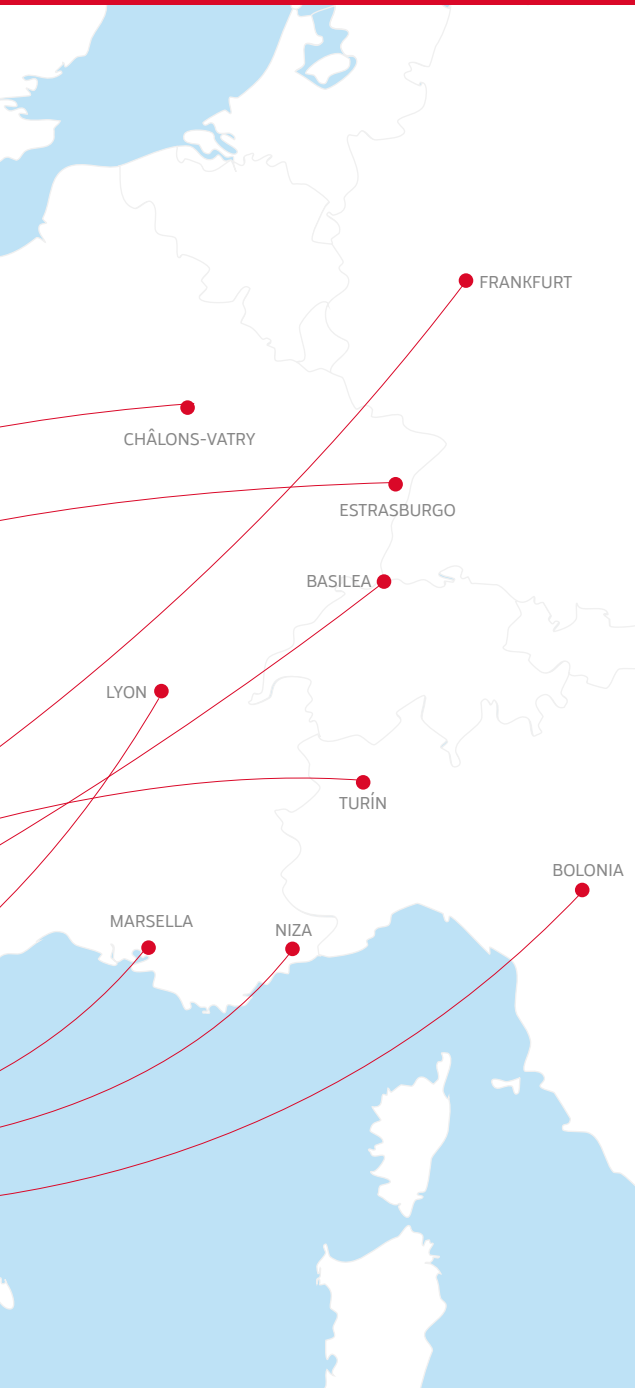 FRANKFURT
CHÂLONS-VATRY
ESTRASBURGO
BASILEA
LYON
TURÍN
BOLONIA
MARSELLA
NIZA